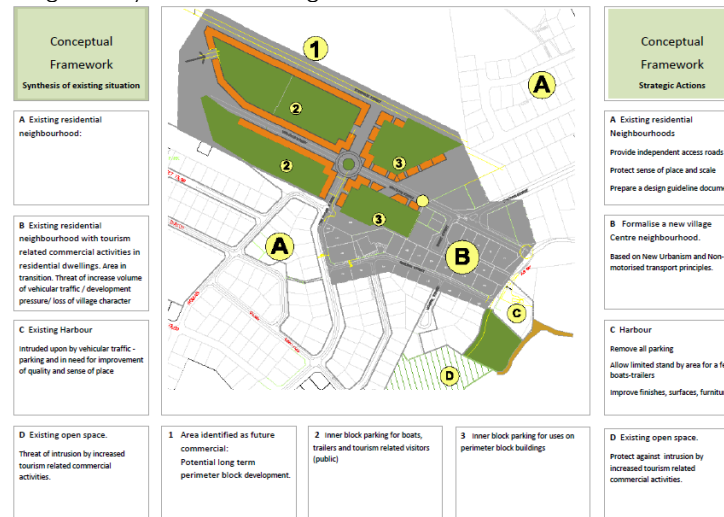 Conceptual
Framework
Synthesis of existing situation
A Existing residential
neighbourhood:
B Existing residential
neighbourhood with tourism
related commercial activities in
residential dwellings. Area in
transition. Threat of increase volume
of vehicular traffic / development
pressure/ loss of village character
C Existing Harbour
Intruded upon by vehicular traffic -
parking and in need for improvement
of quality and sense of place
D Existing open space.
Threat of intrusion by increased
tourism related commercial
activities.
1
A
2
2
3
3
A
B
C
D
1 Area identified as future
commercial:
Potential long term
perimeter block development.
2 Inner block parking for boats,
trailers and tourism related visitors
(public)
3 Inner block parking for uses on
perimeter block buildings
Conceptual
Framework
Strategic Actions
A Existing residential
Neighbourhoods
Provide independent access roads
Protect sense of place and scale
Prepare a design guideline docume
B Formalise a new village
Centre neighbourhood.
Based on New Urbanism and Non-
motorised transport principles.
C Harbour
Remove all parking
Allow limited stand by area for a fe
boats-trailers
Improve finishes, surfaces, furnitu
D Existing open space.
Protect against intrusion by
increased tourism related
commercial activities.